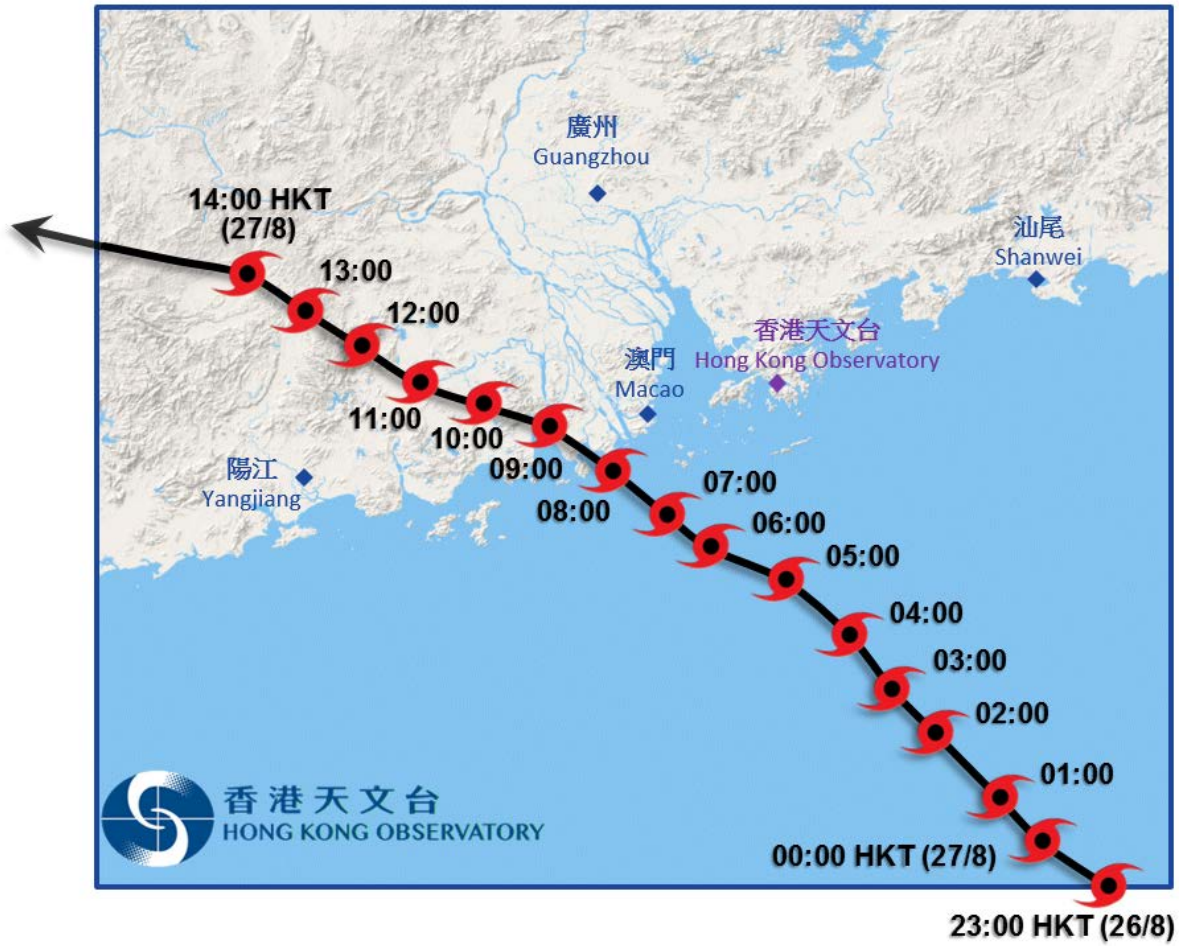 廣州
Guangzhou
14:00 HKT
(27/8)
汕尾
Shanwei
13:00
12:00
香港天文台
Hong Kong Observatory
澳門
Macao
11:00
10:00
09:00
陽江
Yangjiang
08:00
07:00
06:00
05:00
04:00
03:00
02:00
01:00
香港天文台
HONG KONG OBSERVATORY
00:00 HKT (27/8)
23:00 HKT (26/8)